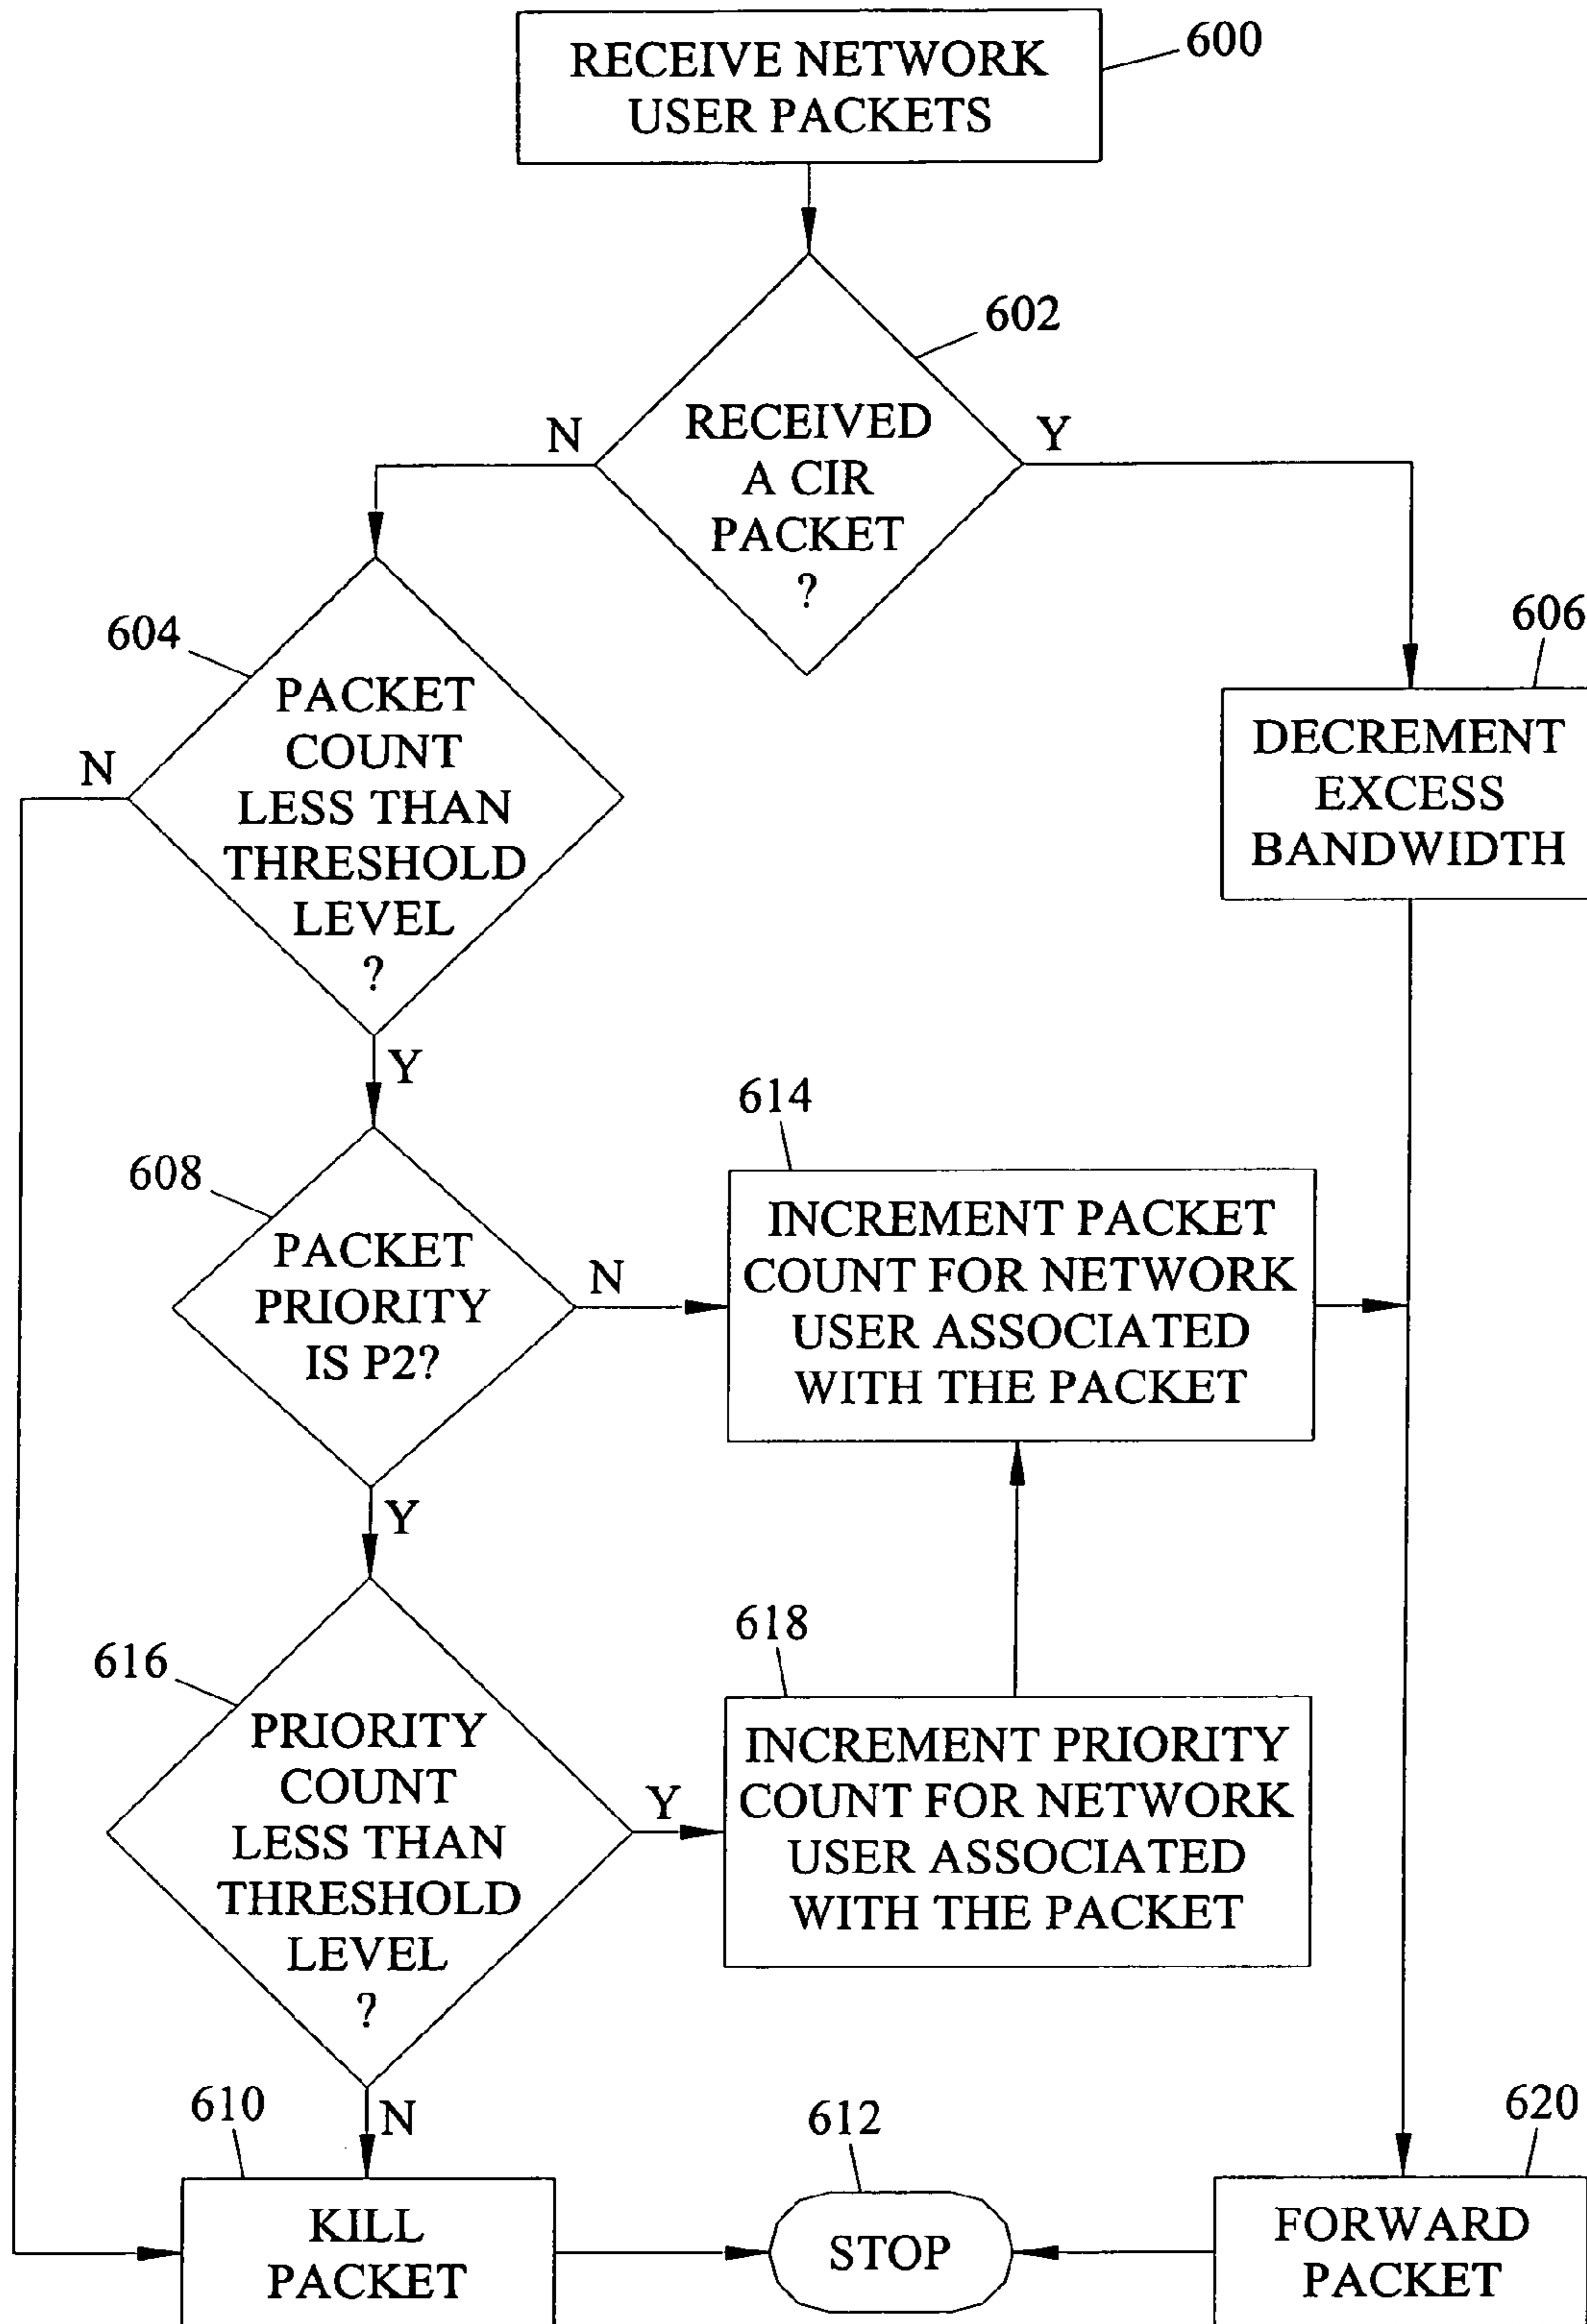 RECEIVE NETWORK
USER PACKETS
600
602
RECEIVED
A CIR
PACKET
?
N
Y
604
PACKET
COUNT
LESS THAN
THRESHOLD
LEVEL
?
N
Y
606
DECREMENT
EXCESS
BANDWIDTH
608
PACKET
PRIORITY
IS P2?
N
Y
614
INCREMENT PACKET
COUNT FOR NETWORK
USER ASSOCIATED
WITH THE PACKET
616
PRIORITY
COUNT
LESS THAN
THRESHOLD
LEVEL
?
Y
N
618
INCREMENT PRIORITY
COUNT FOR NETWORK
USER ASSOCIATED
WITH THE PACKET
610
KILL
PACKET
612
STOP
620
FORWARD
PACKET